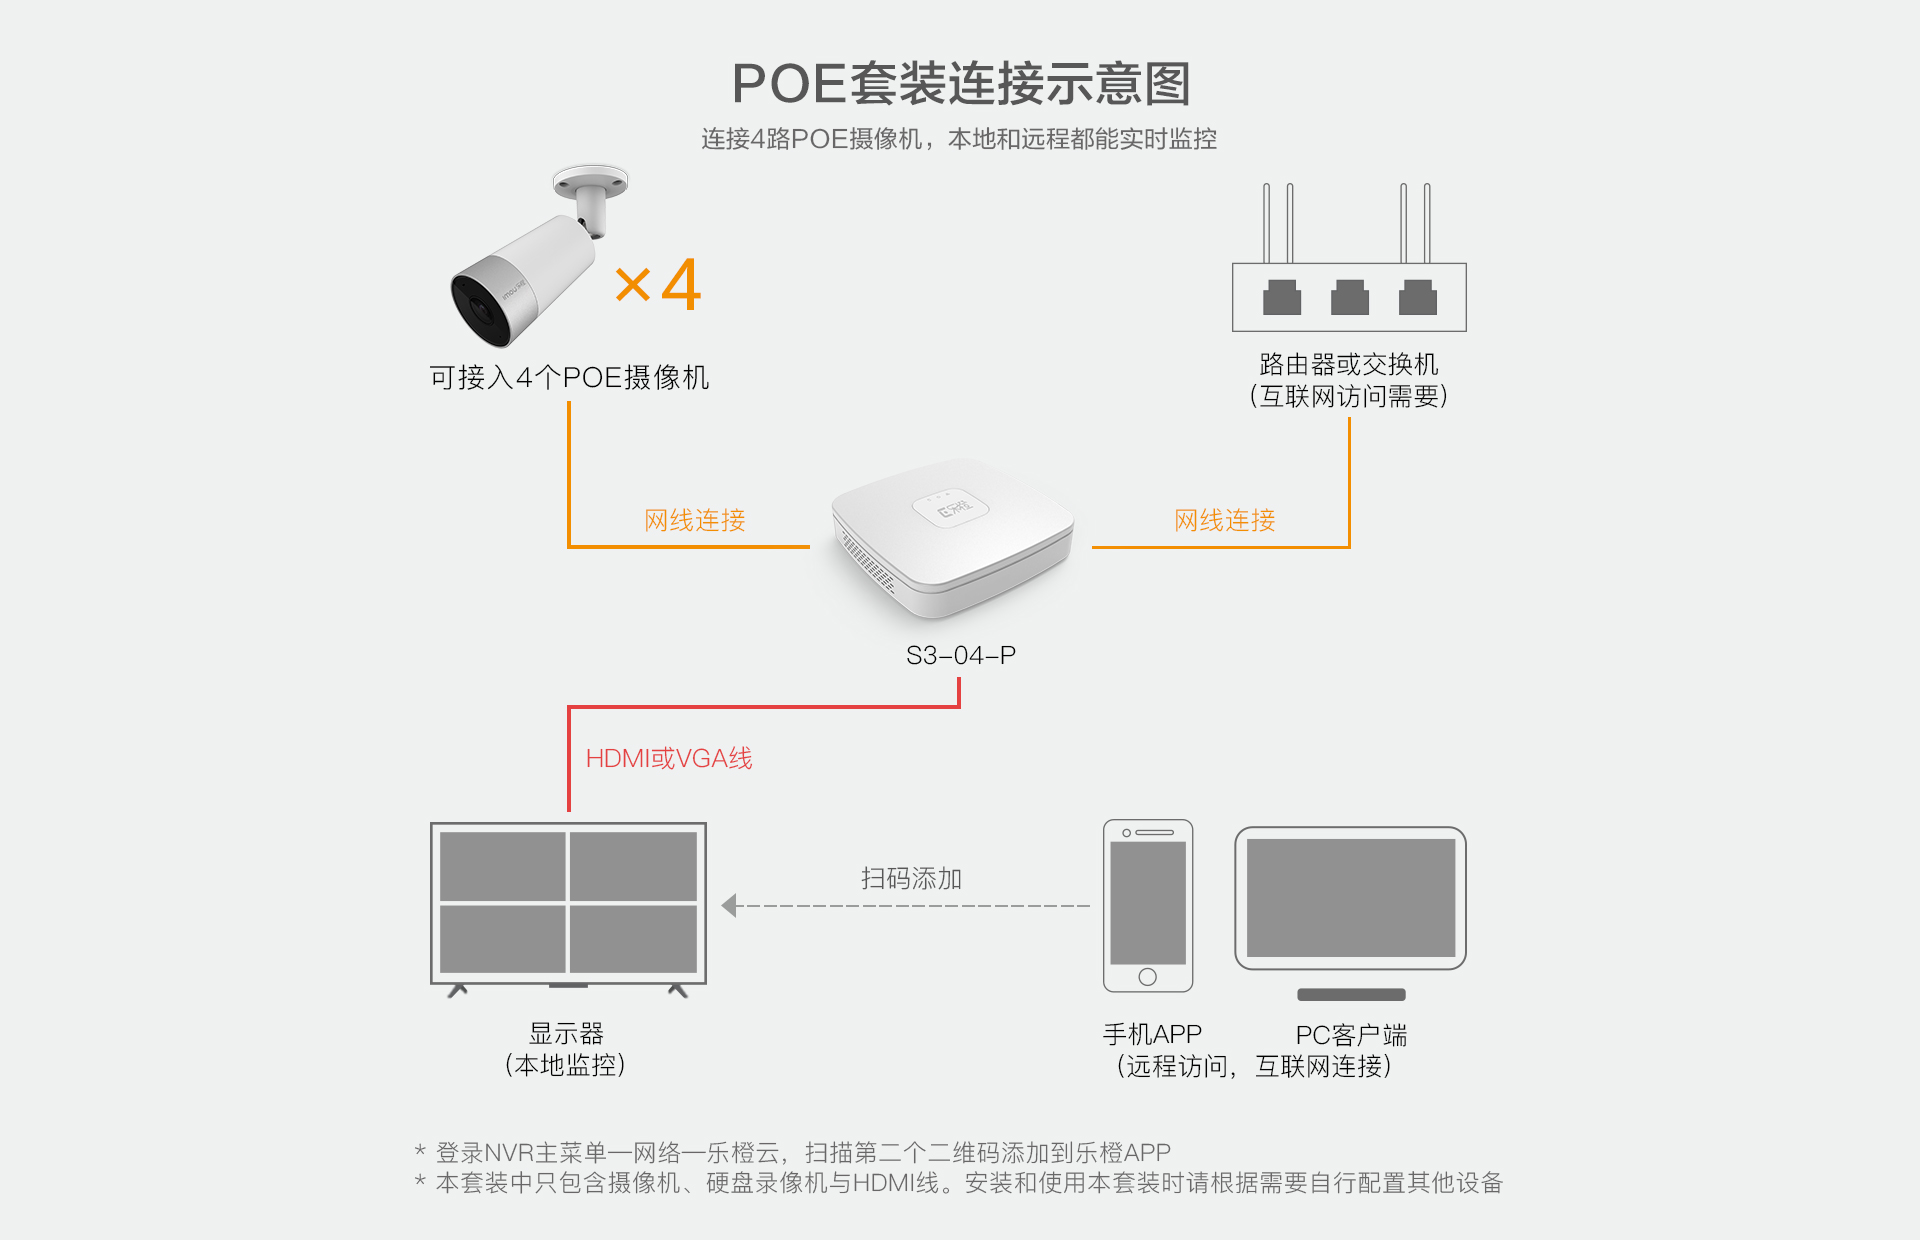 POE套装连接示意图
连接4路POE摄像机，本地和远程都能实时监控
imou乐橙
×4
可接入4个POE摄像机
路由器或交换机
（互联网访问需要）
网线连接
乐橙
网线连接
S3-04-P
HDMI或VGA线
扫码添加
显示器
（本地监控）
手机APP
PC客户端
（远程访问，互联网连接）
* 登录NVR主菜单—网络—乐橙云，扫描第二个二维码添加到乐橙APP
* 本套装中只包含摄像机、硬盘录像机与HDMI线。安装和使用本套装时请根据需要自行配置其他设备